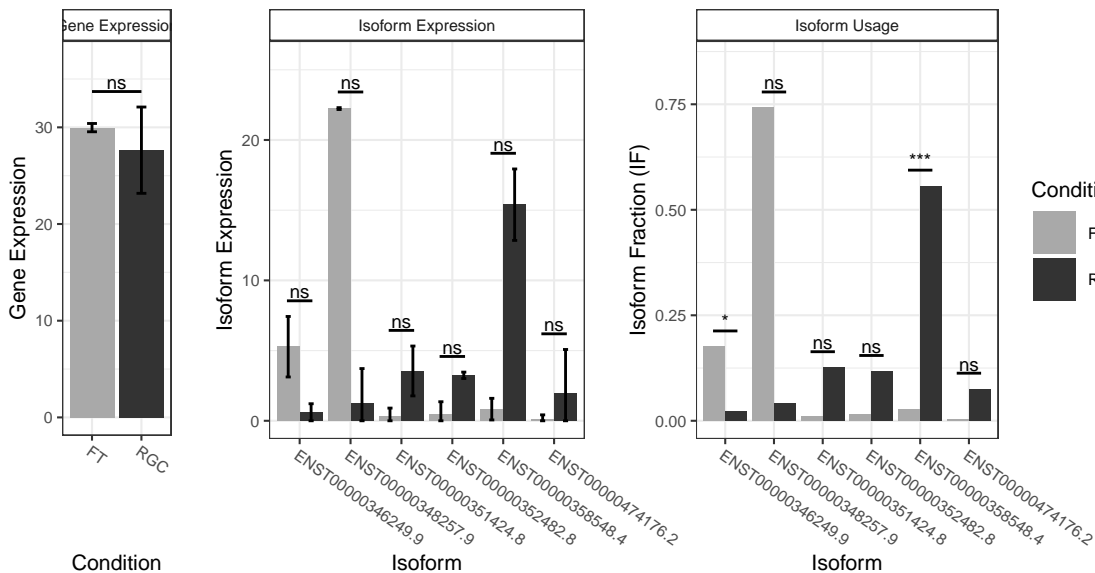 Gene Expression
Isoform Expression
Isoform Usage
Gene Expression
30
20
10
0
ns
FT
RGC
Condition
Isoform Expression
20
10
0
ns
ns
ns
ns
ns
ns
ENST00000346249.9
ENST00000348257.9
ENST00000351424.8
ENST00000352482.8
ENST00000358548.4
ENST00000474176.2
Isoform
Isoform Fraction (IF)
0.75
0.50
0.25
0.00
*
ns
ns
ns
***
ns
ENST00000346249.9
ENST00000348257.9
ENST00000351424.8
ENST00000352482.8
ENST00000358548.4
ENST00000474176.2
Isoform
Conditi
F
R